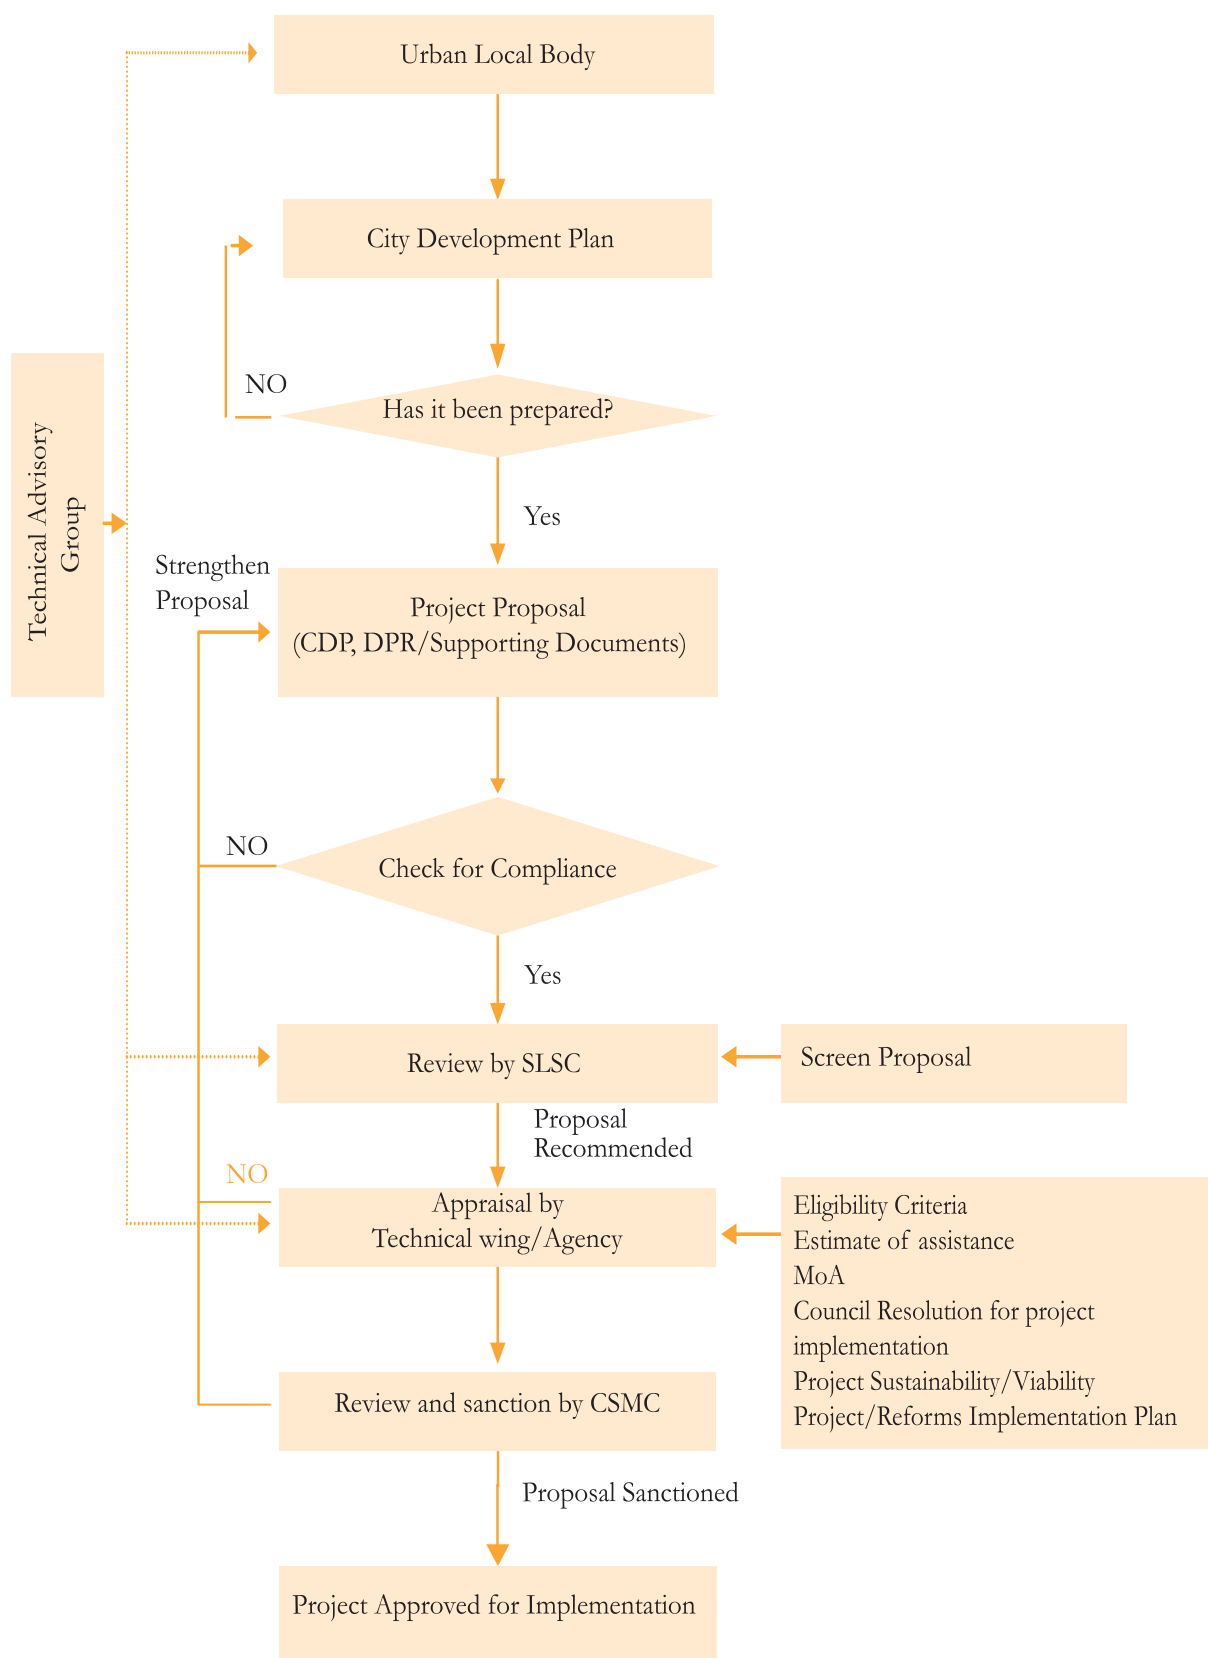 Urban Local Body
City Development Plan
NO
Has it been prepared?
Technical Advisory
Group
Yes
Strengthen
Proposal
Project Proposal
(CDP, DPR/Supporting Documents)
NO
Check for Compliance
Yes
Review by SLSC
Screen Proposal
Proposal
Recommended
NO
Appraisal by
Technical wing/Agency
Eligibility Criteria
Estimate of assistance
MoA
Council Resolution for project
implementation
Project Sustainability/Viability
Project/Reforms Implementation Plan
Review and sanction by CSMC
Proposal Sanctioned
Project Approved for Implementation